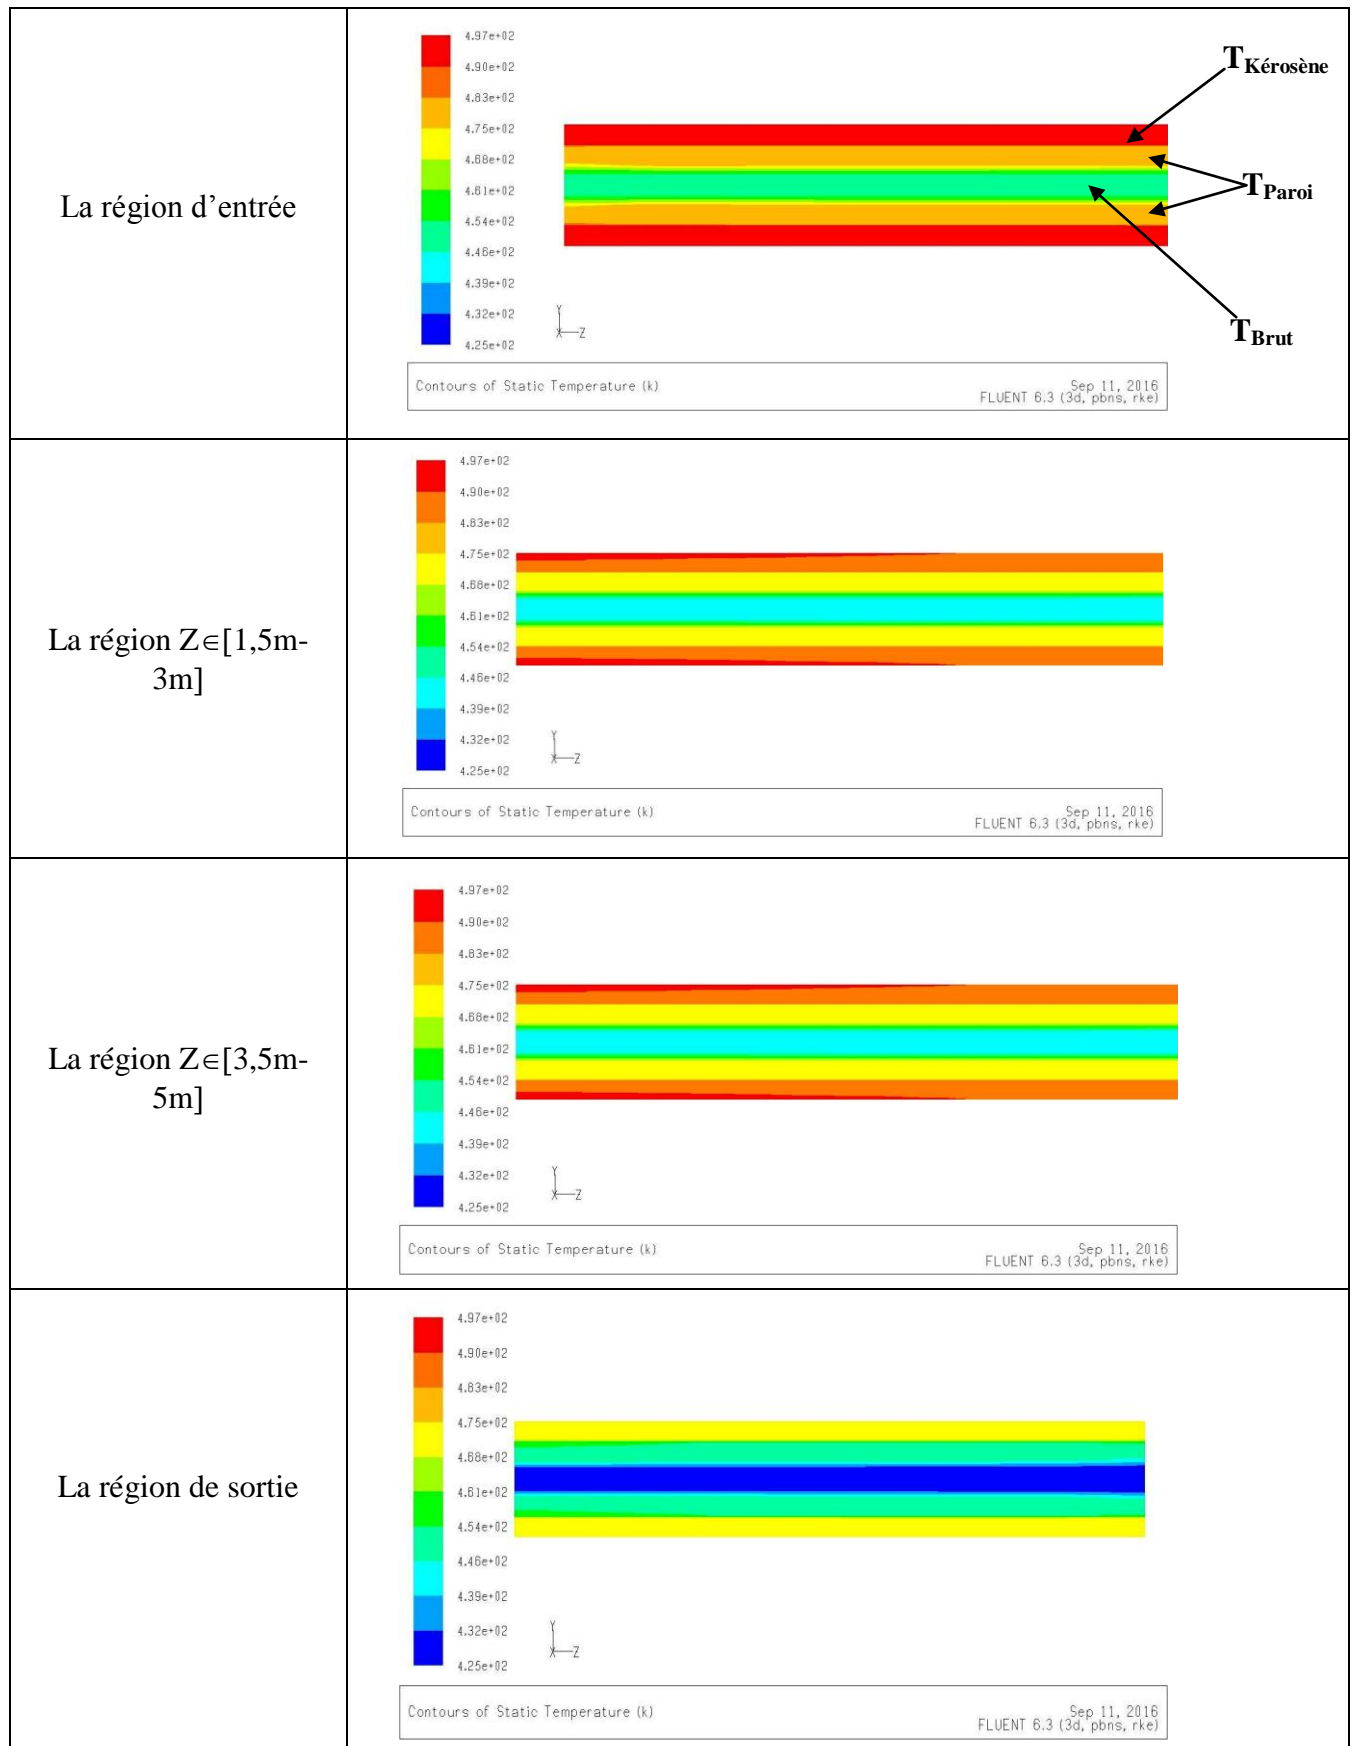 La région d’entrée
4.97e+02
4.90e+02
4.83e+02
4.75e+02
4.68e+02
4.61e+02
4.54e+02
4.46e+02
4.39e+02
4.32e+02
4.25e+02
T Kérosène
T Paroi
T Brut
Y
X
Z
Contours of Static Temperature (k)
Sep 11, 2016
FLUENT 6.3 (3d, pbns, rke)
La région Z∈[1,5m-
3m]
4.97e+02
4.90e+02
4.83e+02
4.75e+02
4.68e+02
4.61e+02
4.54e+02
4.46e+02
4.39e+02
4.32e+02
4.25e+02
Y
X
Z
Contours of Static Temperature (k)
Sep 11, 2016
FLUENT 6.3 (3d, pbns, rke)
La région Z∈[3,5m-
5m]
4.97e+02
4.90e+02
4.83e+02
4.75e+02
4.68e+02
4.61e+02
4.54e+02
4.46e+02
4.39e+02
4.32e+02
4.25e+02
Y
X
Z
Contours of Static Temperature (k)
Sep 11, 2016
FLUENT 6.3 (3d, pbns, rke)
La région de sortie
4.97e+02
4.90e+02
4.83e+02
4.75e+02
4.68e+02
4.61e+02
4.54e+02
4.46e+02
4.39e+02
4.32e+02
4.25e+02
Y
X
Z
Contours of Static Temperature (k)
Sep 11, 2016
FLUENT 6.3 (3d, pbns, rke)